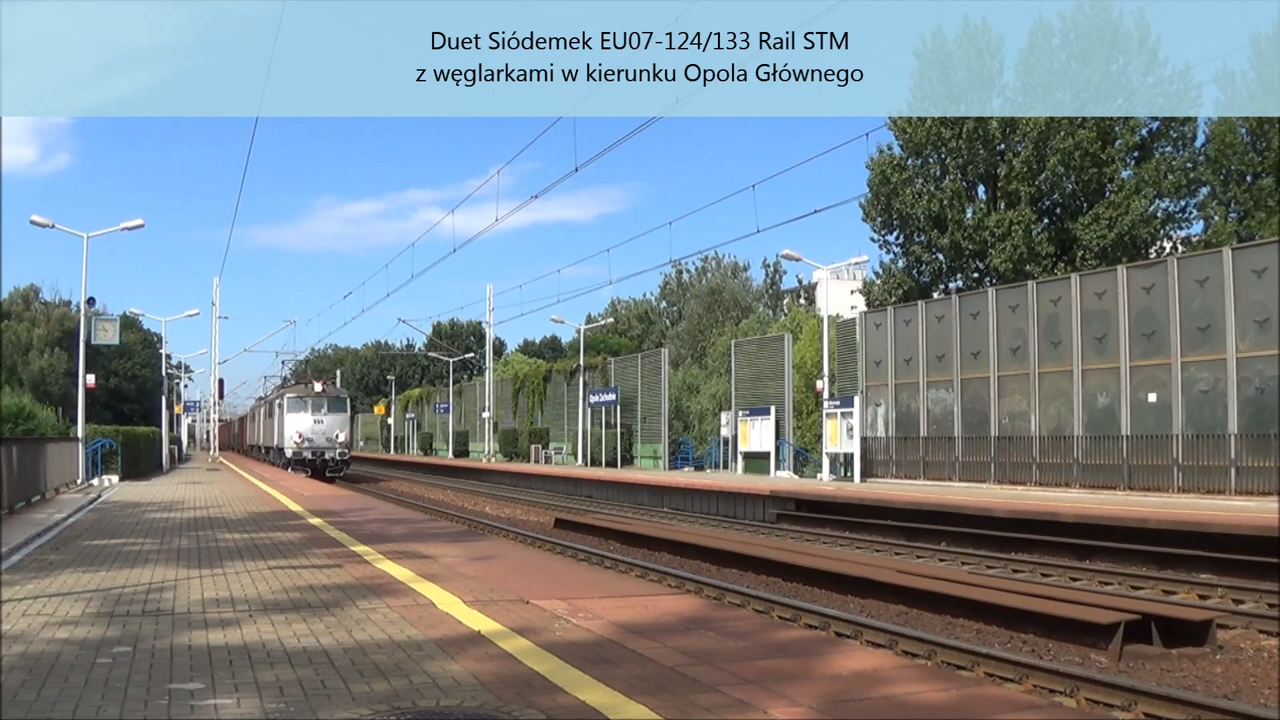 Duet Siódemek EU07-124/133 Rail STM
z węglarkami w kierunku Opola Głównego
Opole Zachodnie